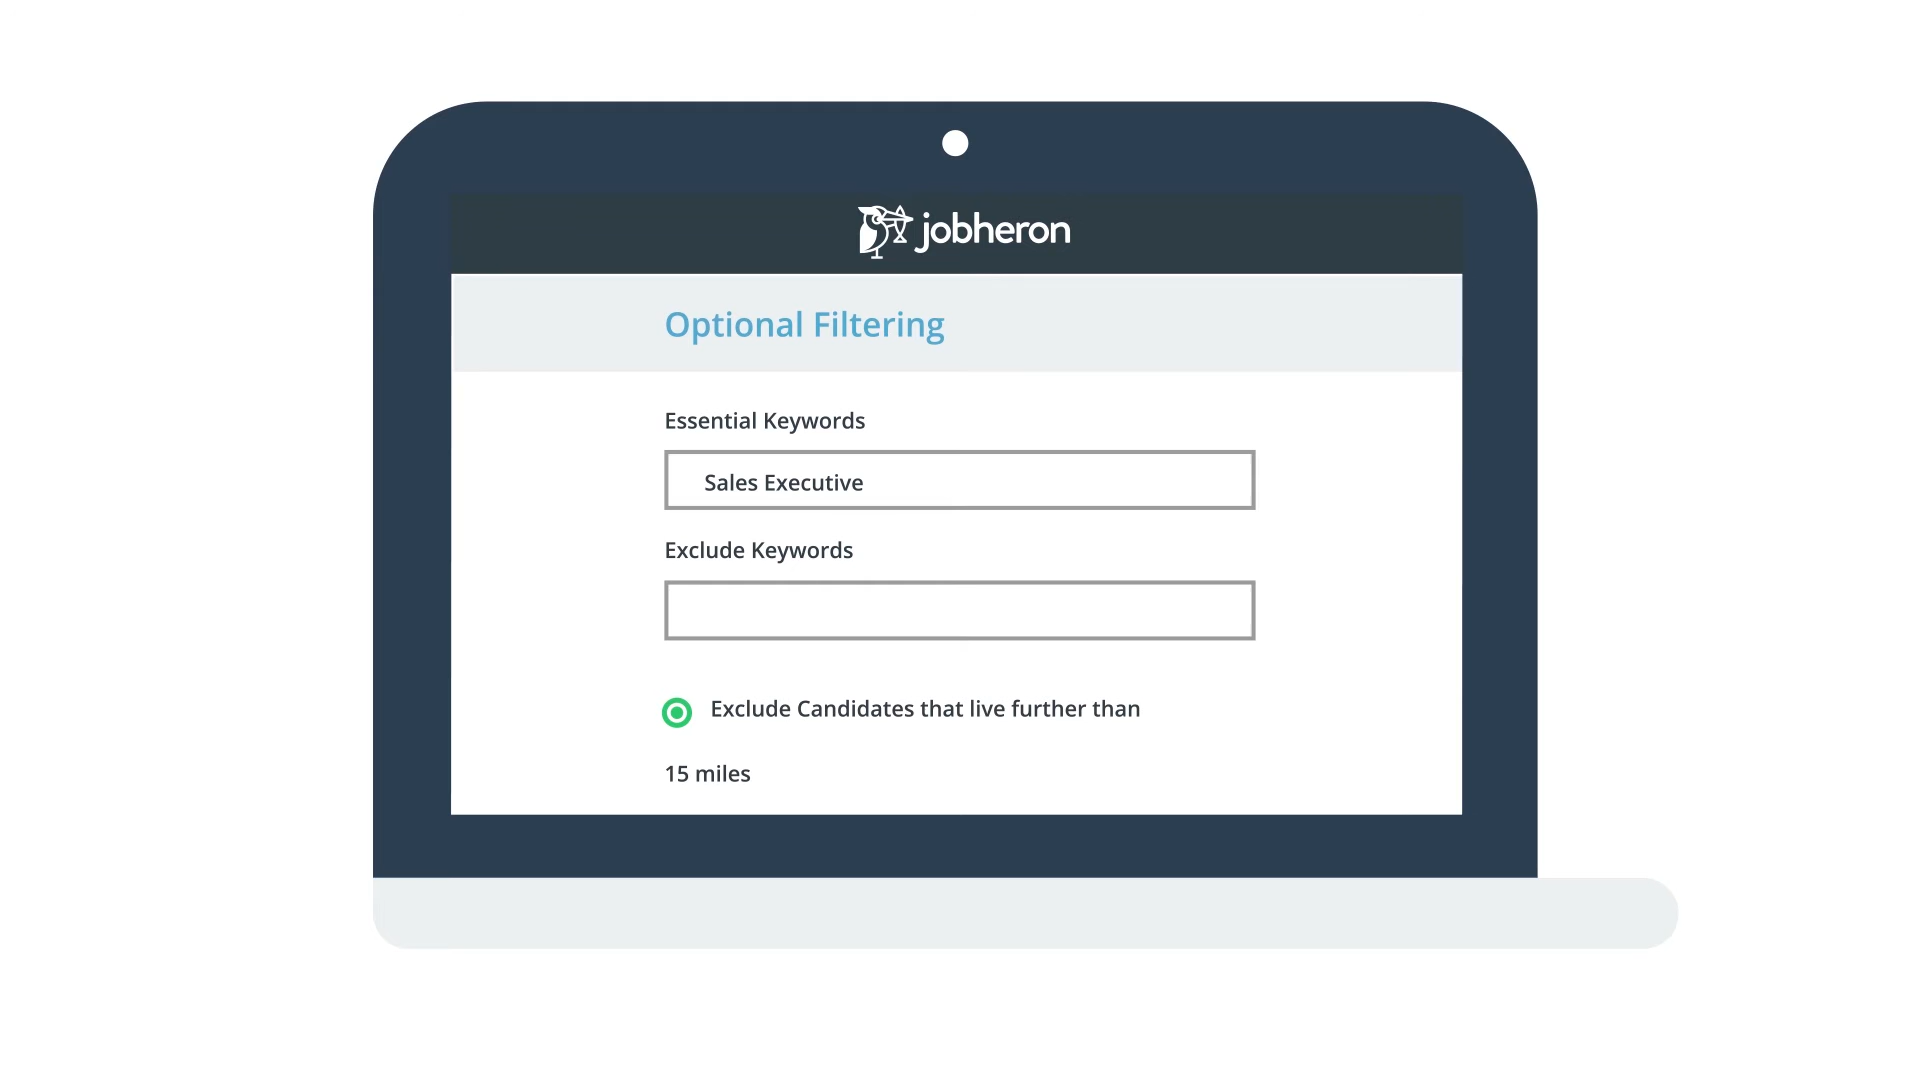 jobheron
Optional Filtering
Essential Keywords
Sales Executive
Exclude Keywords
Exclude Candidates that live further than
15 miles